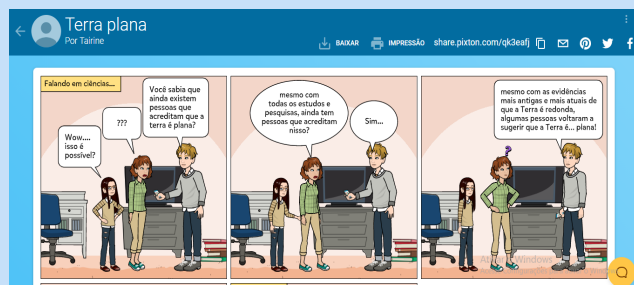 Terra plana
Por Tairine
BAIXAR
IMPRESSÃO
share.pixton.com/qk3eafj
Falando em ciências...
Wow....
isso é
possível?
???
Você sabia que
ainda existem
pessoas que
acreditam que a
terra é plana?
mesmo com
todas os estudos e
pesquisas, ainda tem
pessoas que acreditam
nisso?
Sim...
mesmo com as evidências
mais antigas e mais atuais de
que a Terra é redonda,
algumas pessoas voltaram a
sugerir que a Terra é... plana!
?
Windows